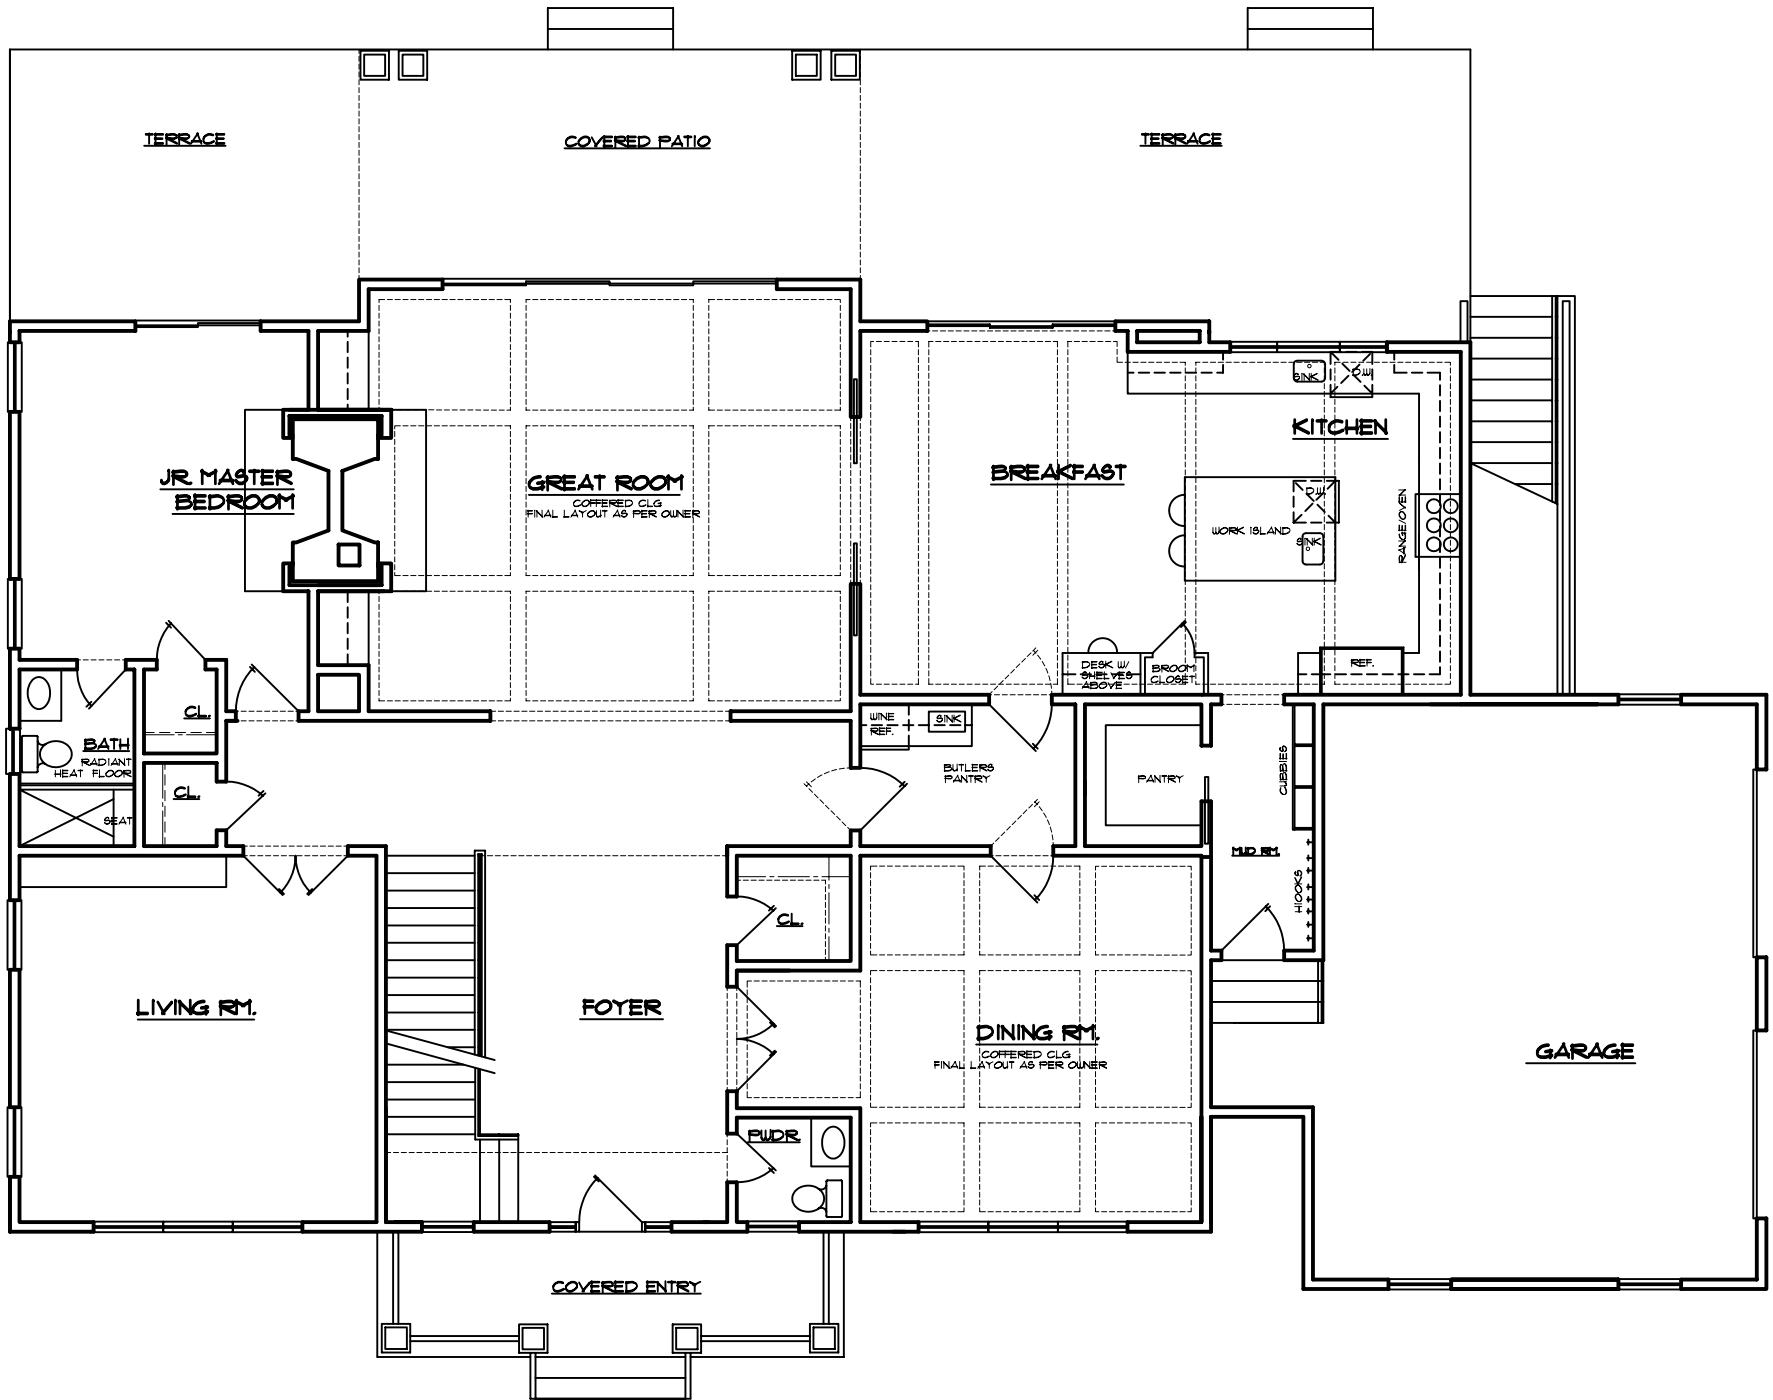 TERRACE
COVERED PATIO
TERRACE
SINK
D.W
KITCHEN
JR. MASTER
BEDROOM
GREAT ROOM
COFFERED CLG
FINAL LAYOUT AS PER OWNER
BREAKFAST
D.W
WORK ISLAND
SINK
RANGE/OVEN
DESK W/
SHELVES
ABOVE
BROOM
CLOSET
REF.
CL.
WINE
REF.
SINK
BATH
RADIANT
HEAT FLOOR
BUTLERS
PANTRY
PANTRY
CUBBIES
CL.
SEAT
MUD RM.
HOOKS
CL.
LIVING RM.
FOYER
DINING RM.
COFFERED CLG
FINAL LAYOUT AS PER OWNER
GARAGE
PWDR.
COVERED ENTRY